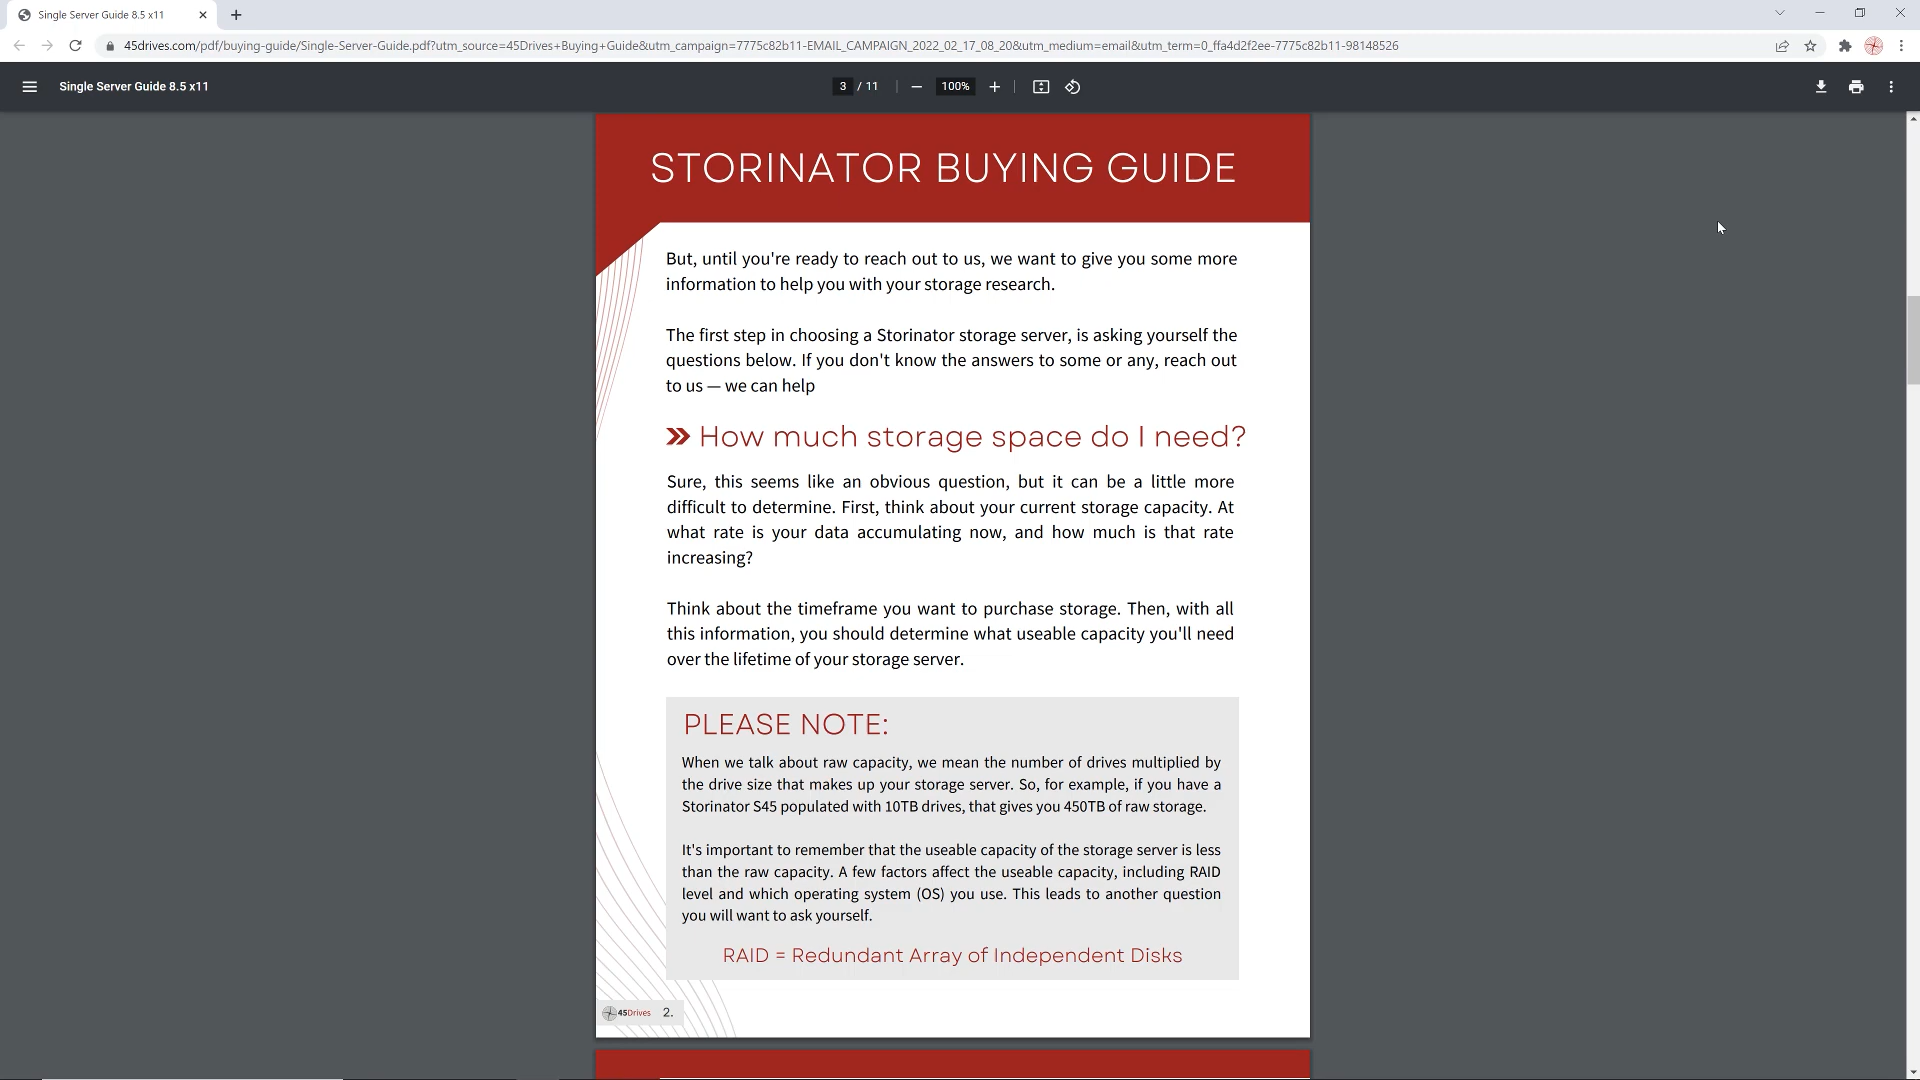 Single Server Guide 8.5 x11
45drives.com/pdf/buying-guide/Single-Server-Guide.pdf?utm_source=45Drives+Buying+Guide&utm_campaign=7775c82b11-EMAIL_CAMPAIGN_2022_02_17_08_20&utm_medium=email&utm_term=0_ffa4d2f2ee-7775c82b11-98148526
Single Server Guide 8.5 x11
3 / 11
100%
STORINATOR BUYING GUIDE
But, until you're ready to reach out to us, we want to give you some more
information to help you with your storage research.
The first step in choosing a Storinator storage server, is asking yourself the
questions below. If you don't know the answers to some or any, reach out
to us — we can help
How much storage space do I need?
Sure, this seems like an obvious question, but it can be a little more
difficult to determine. First, think about your current storage capacity. At
what rate is your data accumulating now, and how much is that rate
increasing?
Think about the timeframe you want to purchase storage. Then, with all
this information, you should determine what useable capacity you'll need
over the lifetime of your storage server.
PLEASE NOTE:
When we talk about raw capacity, we mean the number of drives multiplied by
the drive size that makes up your storage server. So, for example, if you have a
Storinator S45 populated with 10TB drives, that gives you 450TB of raw storage.
It's important to remember that the useable capacity of the storage server is less
than the raw capacity. A few factors affect the useable capacity, including RAID
level and which operating system (OS) you use. This leads to another question
you will want to ask yourself.
RAID = Redundant Array of Independent Disks
45Drives 2.